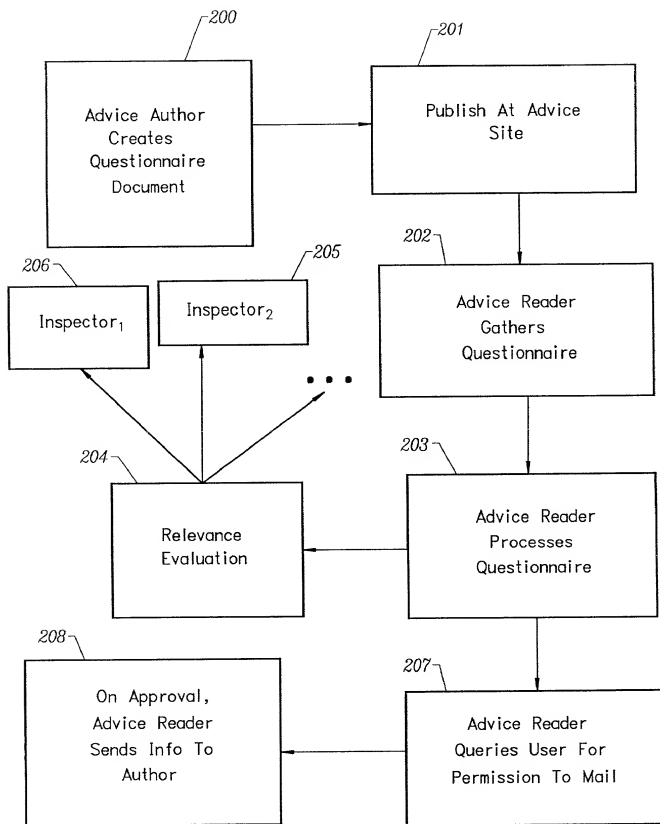 200
Advice Author
Creates
Questionnaire
Document
201
Publish At Advice
Site
202
Advice Reader
Gathers
Questionnaire
206
Inspector₁
205
Inspector₂
203
Advice Reader
Processes
Questionnaire
204
Relevance
Evaluation
207
Advice Reader
Queries User For
Permission To Mail
208
On Approval,
Advice Reader
Sends Info To
Author